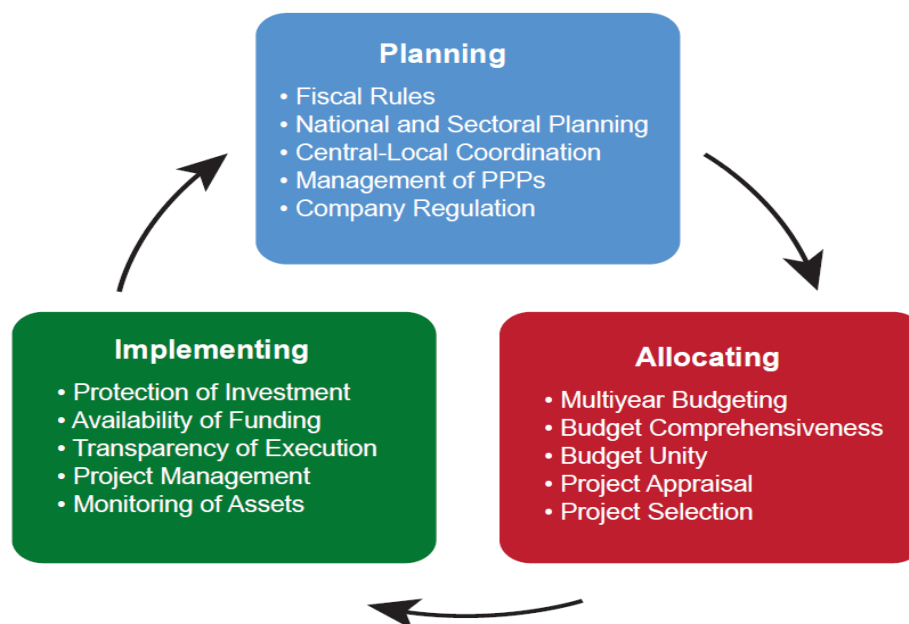 Planning
• Fiscal Rules
• National and Sectoral Planning
• Central-Local Coordination
• Management of PPPs
• Company Regulation
Implementing
• Protection of Investment
• Availability of Funding
• Transparency of Execution
• Project Management
• Monitoring of Assets
Allocating
• Multiyear Budgeting
• Budget Comprehensiveness
• Budget Unity
• Project Appraisal
• Project Selection